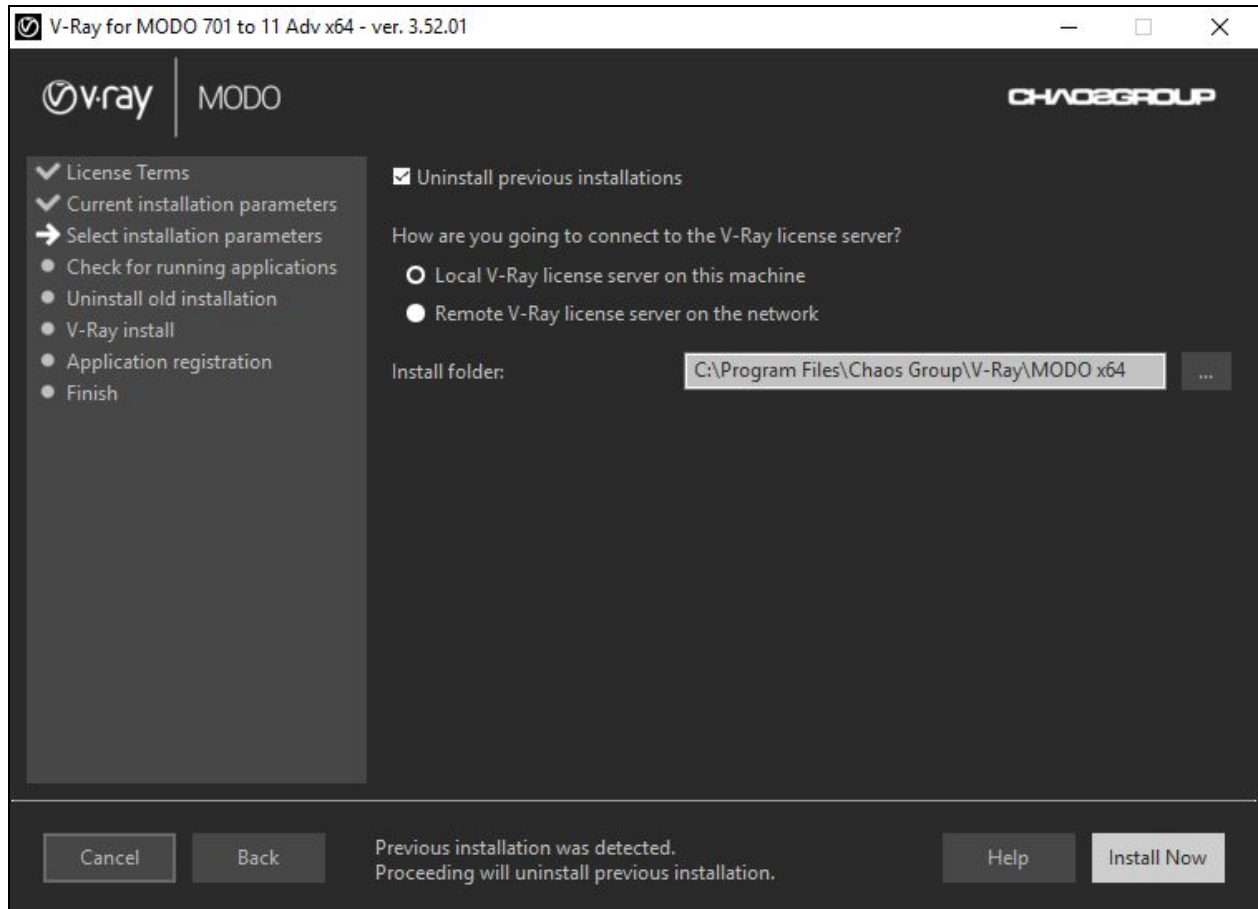 V-Ray for MODO 701 to 11 Adv x64 - ver. 3.52.01
v·ray MODO
CHAOSGROUP
License Terms
Current installation parameters
Select installation parameters
Check for running applications
Uninstall old installation
V-Ray install
Application registration
Finish
Uninstall previous installations
How are you going to connect to the V-Ray license server?
Local V-Ray license server on this machine
Remote V-Ray license server on the network
Install folder: C:\Program Files\Chaos Group\V-Ray\MODO x64 ...
Cancel
Back
Previous installation was detected.
Proceeding will uninstall previous installation.
Help
Install Now